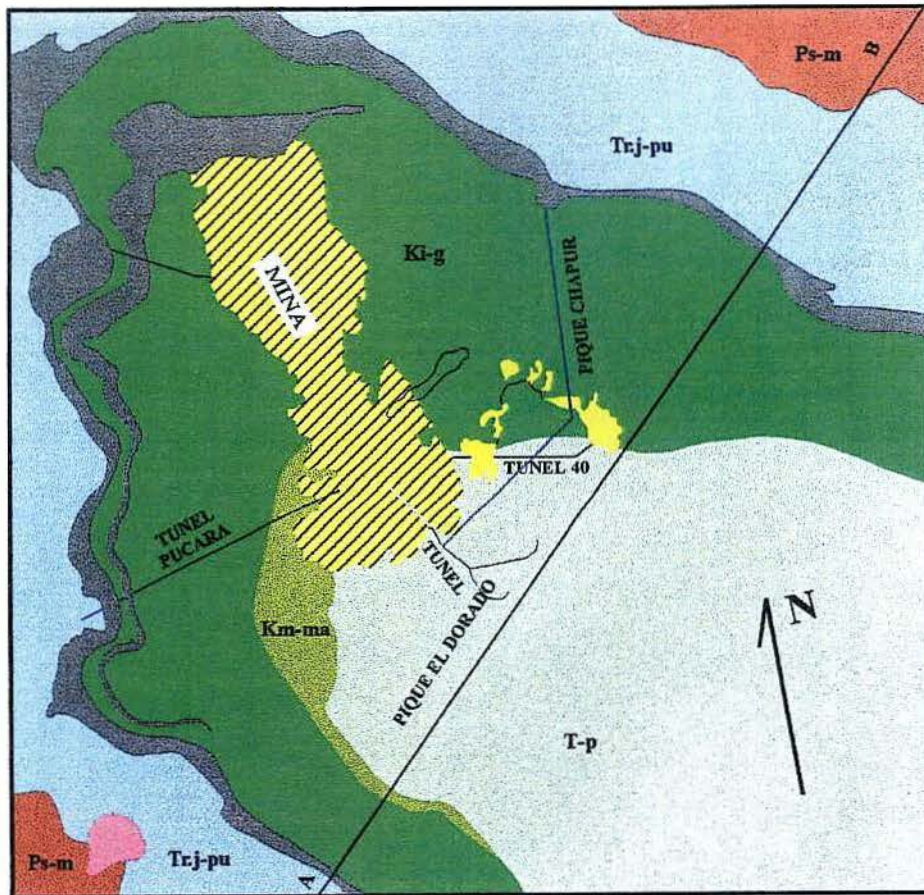 Ps-m
B
Tr.j-pu
Ki-g
MINA
PIQUE CHAPUR
TUNEL 40
TUNEL
PUCARA
TUNEL
N
Km-ma
PIQUE EL DORADO
T-p
Ps-m
Tr.j-pu
A